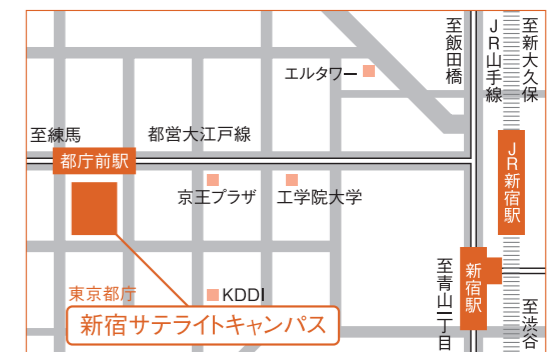 至飯田橋
JR山手線
至新大久保
エルタワー
至練馬
都営大江戸線
都庁前駅
JR新宿駅
京王プラザ
工学院大学
東京都庁
KDDI
新宿サテライトキャンパス
至青山一丁目
新宿駅
至渋谷